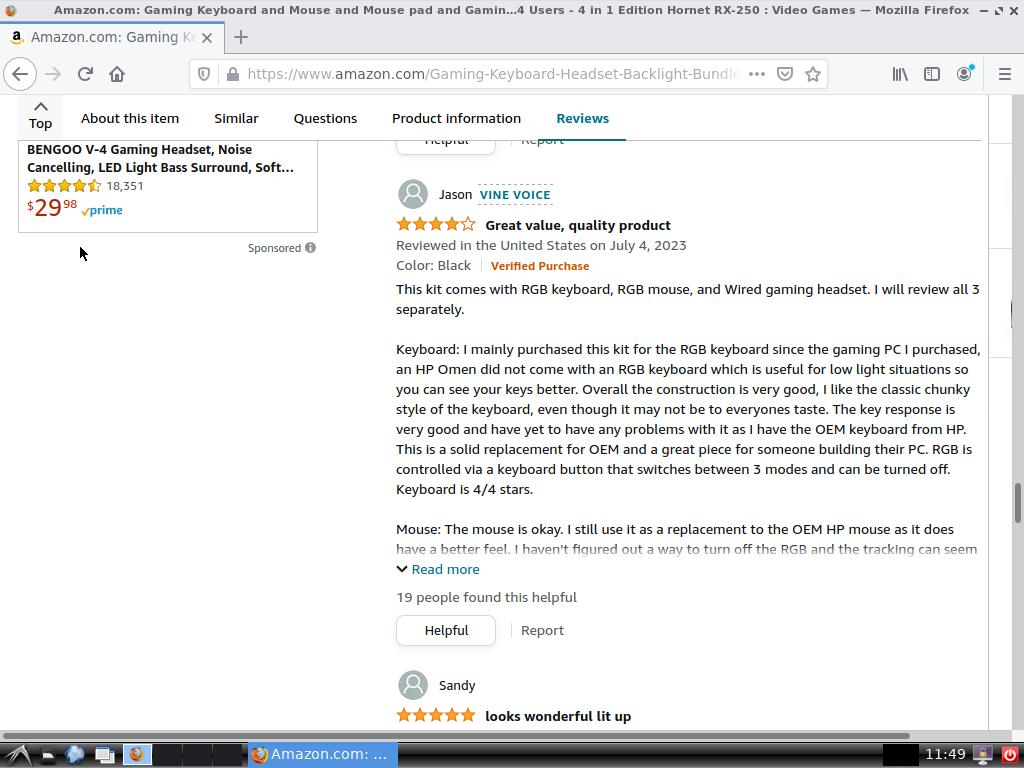 Amazon.com: Gaming Keyboard and Mouse and Mouse pad and Gamin…4 Users - 4 in 1 Edition Hornet RX-250 : Video Games — Mozilla Firefox
Amazon.com: Gaming Ke
https://www.amazon.com/Gaming-Keyboard-Headset-Backlight-Bundle
Top
About this item
Similar
Questions
Product information
Reviews
BENGOO V-4 Gaming Headset, Noise
Cancelling, LED Light Bass Surround, Soft...
18,351
$29 98 prime
Sponsored
Helpful
Report
Jason VINE VOICE
Great value, quality product
Reviewed in the United States on July 4, 2023
Color: Black Verified Purchase
This kit comes with RGB keyboard, RGB mouse, and Wired gaming headset. I will review all 3
separately.
Keyboard: I mainly purchased this kit for the RGB keyboard since the gaming PC I purchased,
an HP Omen did not come with an RGB keyboard which is useful for low light situations so
you can see your keys better. Overall the construction is very good, I like the classic chunky
style of the keyboard, even though it may not be to everyones taste. The key response is
very good and have yet to have any problems with it as I have the OEM keyboard from HP.
This is a solid replacement for OEM and a great piece for someone building their PC. RGB is
controlled via a keyboard button that switches between 3 modes and can be turned off.
Keyboard is 4/4 stars.
Mouse: The mouse is okay. I still use it as a replacement to the OEM HP mouse as it does
have a better feel. I haven't figured out a way to turn off the RGB and the tracking can seem
Read more
19 people found this helpful
Helpful
Report
Sandy
looks wonderful lit up
Amazon.com: ...
11:49